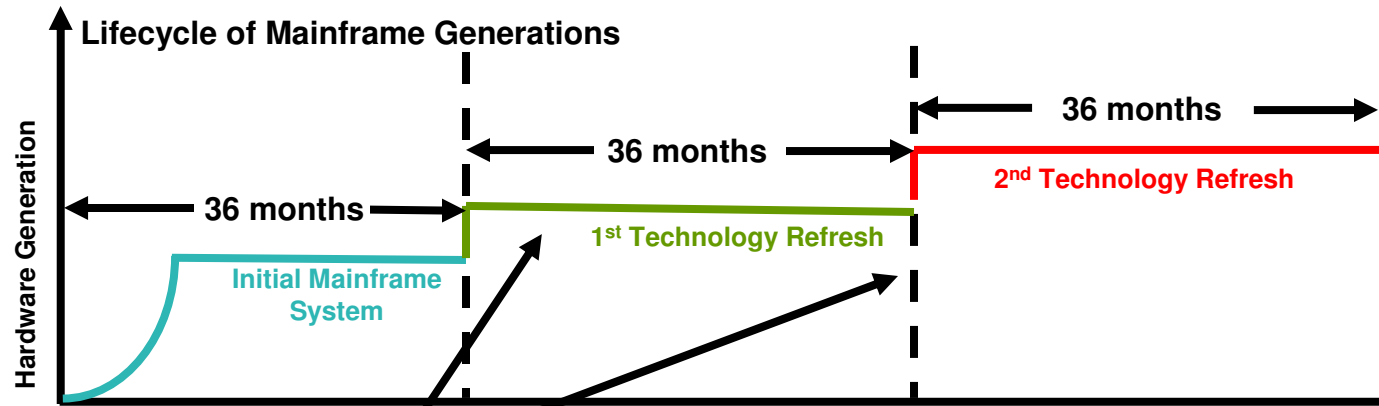 Lifecycle of Mainframe Generations
Hardware Generation
36 months
36 months
36 months
2nd Technology Refresh
1st Technology Refresh
Initial Mainframe
System